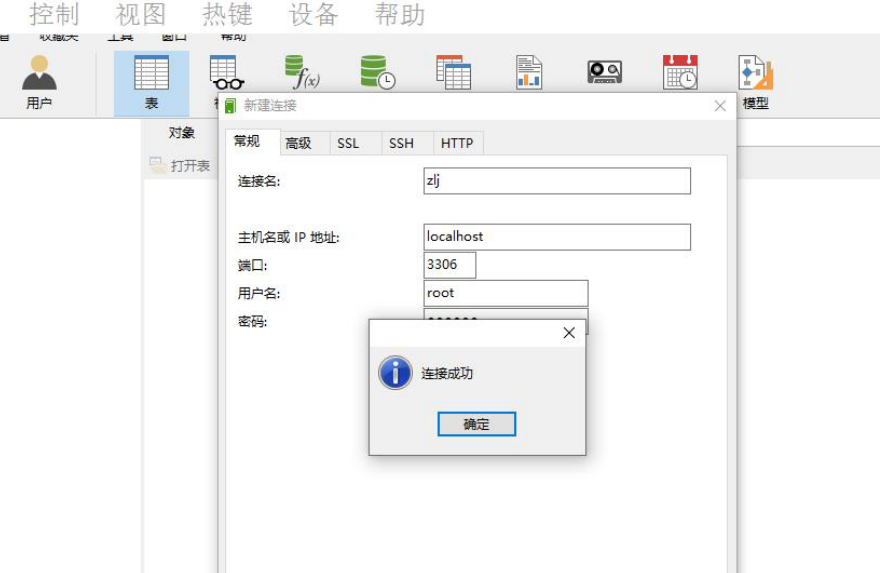 控制 视图 热键 设备 帮助
收藏夹 工具 窗口 帮助
f(x)
用户 表 模型
新建连接
对象
常规 高级 SSL SSH HTTP
打开表
连接名: zlj
主机名或 IP 地址: localhost
端口: 3306
用户名: root
密码:
连接成功
确定